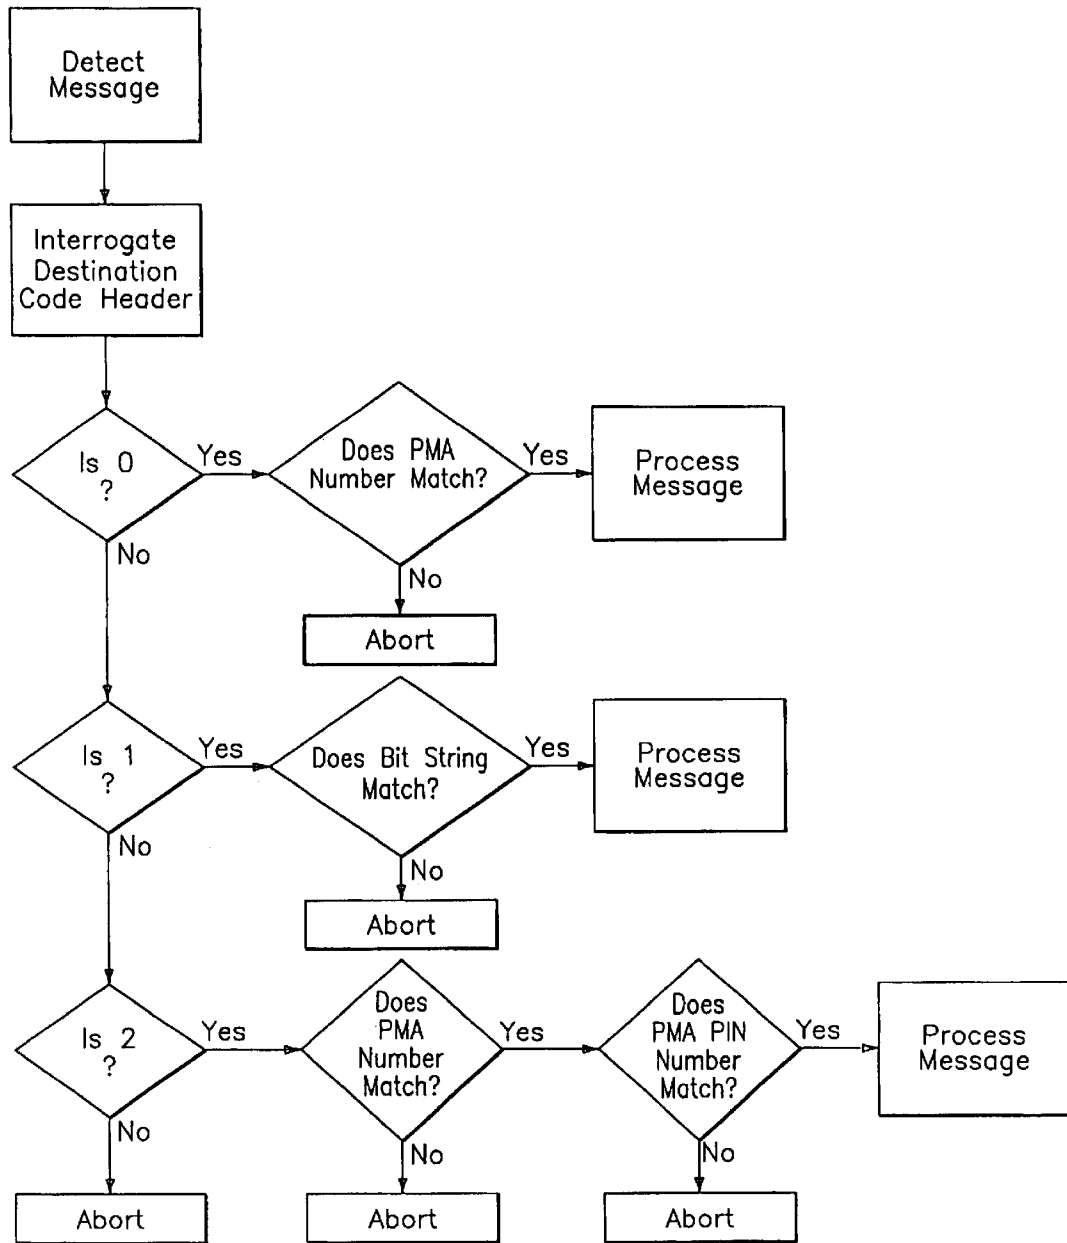 Detect
Message
Interrogate
Destination
Code Header
Is 0
?
Yes
Does PMA
Number Match?
Yes
Process
Message
No
No
Abort
Is 1
?
Yes
Does Bit String
Match?
Yes
Process
Message
No
No
Abort
Is 2
?
Yes
Does
PMA
Number
Match?
Yes
Does
PMA PIN
Number
Match?
Yes
Process
Message
No
No
No
Abort
Abort
Abort